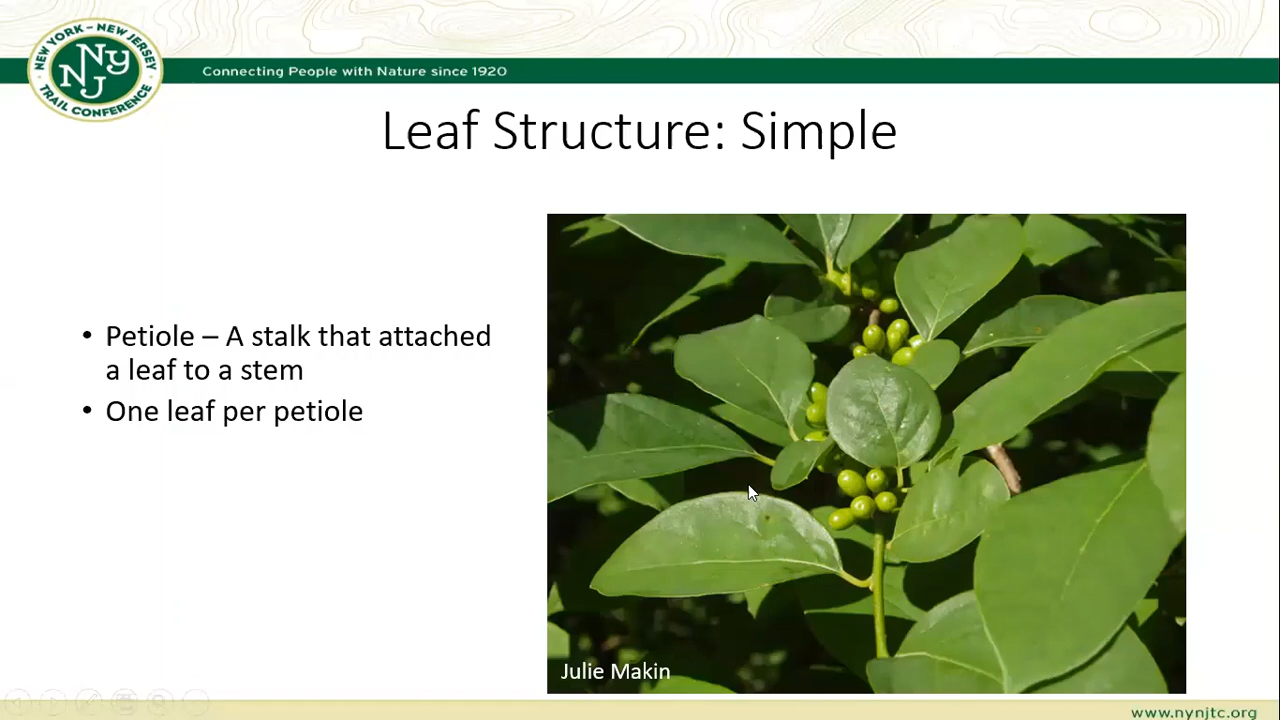 NEW YORK - NEW JERSEY
NY
NJ
TRAIL CONFERENCE
Connecting People with Nature since 1920
Leaf Structure: Simple
• Petiole – A stalk that attached
a leaf to a stem
• One leaf per petiole
Julie Makin
www.nynjtc.org